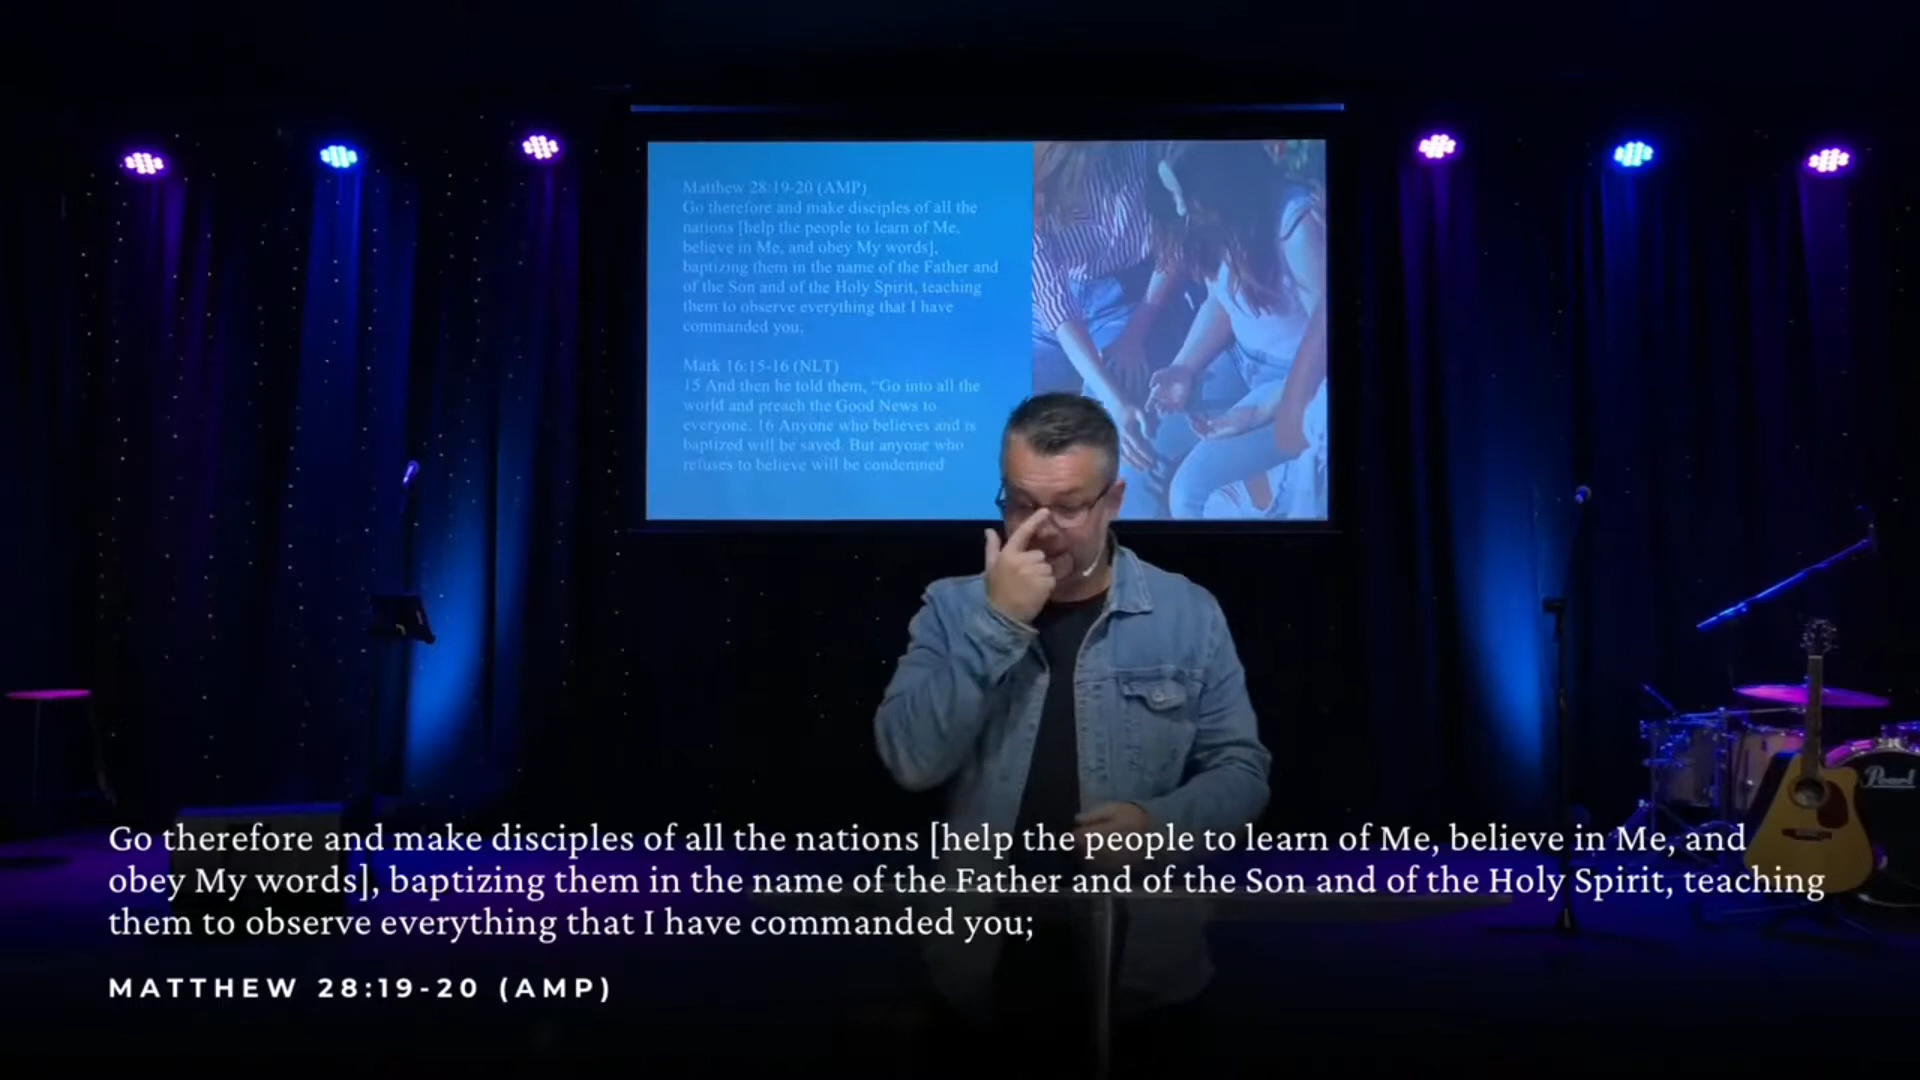 Matthew 28:19-20 (AMP)
Go therefore and make disciples of all the
nations [help the people to learn of Me,
believe in Me, and obey My words],
baptizing them in the name of the Father and
of the Son and of the Holy Spirit, teaching
them to observe everything that I have
commanded you;
Mark 16:15-16 (NLT)
15 And then he told them, “Go into all the
world and preach the Good News to
everyone. 16 Anyone who believes and is
baptized will be saved. But anyone who
refuses to believe will be condemned
Pearl
Go therefore and make disciples of all the nations [help the people to learn of Me, believe in Me, and
obey My words], baptizing them in the name of the Father and of the Son and of the Holy Spirit, teaching
them to observe everything that I have commanded you;
MATTHEW 28:19-20 (AMP)